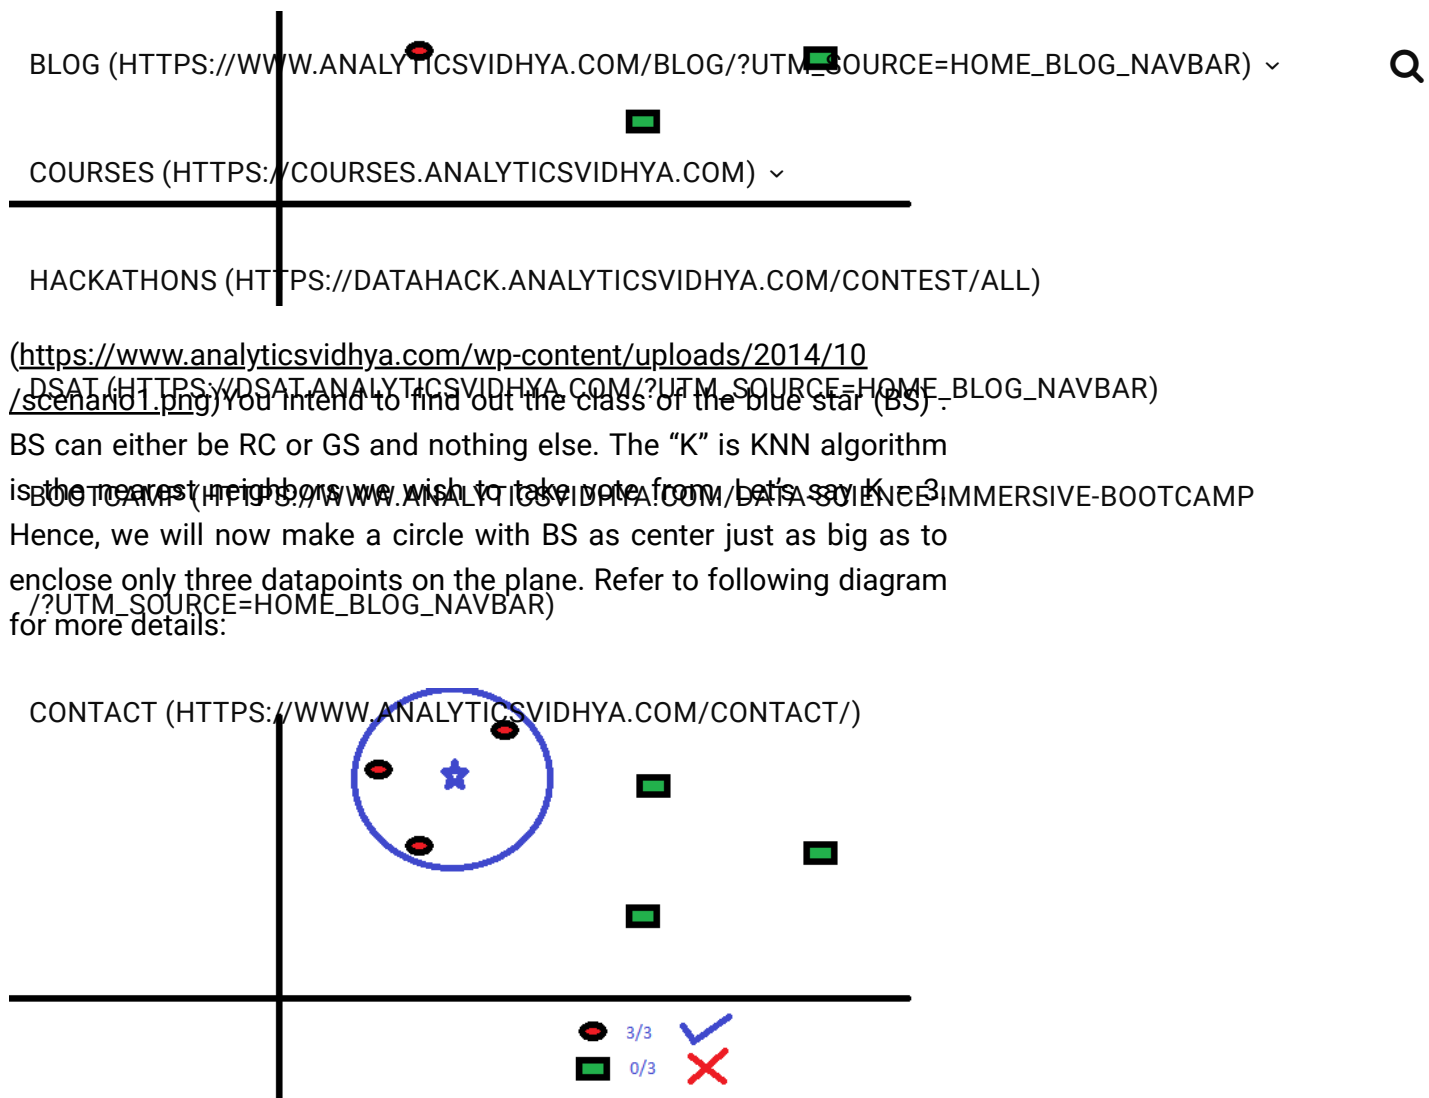 BLOG (HTTPS://WWW.ANALYTICSVIDHYA.COM/BLOG/?UTM_SOURCE=HOME_BLOG_NAVBAR)
COURSES (HTTPS://COURSES.ANALYTICSVIDHYA.COM)
HACKATHONS (HTTPS://DATAHACK.ANALYTICSVIDHYA.COM/CONTEST/ALL)
(https://www.analyticsvidhya.com/wp-content/uploads/2014/10
DSAT (HTTPS://DSAT.ANALYTICSVIDHYA.COM/?UTM_SOURCE=HOME_BLOG_NAVBAR)
/scenario1.png)You intend to find out the class of the blue star (BS) .
BS can either be RC or GS and nothing else. The “K” is KNN algorithm
is the nearest neighbors we wish to take vote from. Let’s say K = 3.
BOOTCAMP (HTTPS://WWW.ANALYTICSVIDHYA.COM/DATA-SCIENCE-IMMERSIVE-BOOTCAMP
Hence, we will now make a circle with BS as center just as big as to
enclose only three datapoints on the plane. Refer to following diagram
/?UTM_SOURCE=HOME_BLOG_NAVBAR)
for more details:
CONTACT (HTTPS://WWW.ANALYTICSVIDHYA.COM/CONTACT/)
3/3
0/3